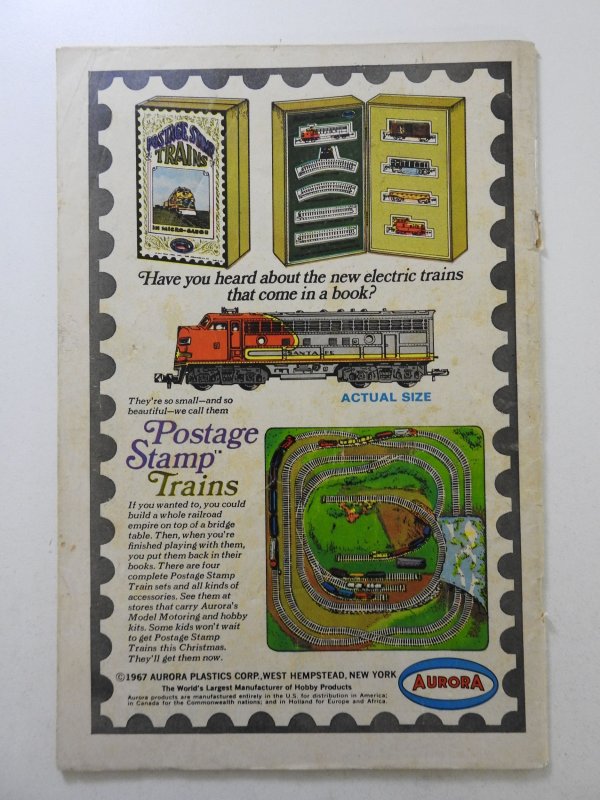 POSTAGE STAMP
TRAINS
IN MICRO-GAUGE
Have you heard about the new electric trains
that come in a book?
SANTA FE
They're so small—and so
beautiful—we call them
ACTUAL SIZE
Postage
Stamp™
Trains
If you wanted to, you could
build a whole railroad
empire on top of a bridge
table. Then, when you're
finished playing with them,
you put them back in their
books. There are four
complete Postage Stamp
Train sets and all kinds of
accessories. See them at
stores that carry Aurora's
Model Motoring and hobby
kits. Some kids won't wait
to get Postage Stamp
Trains this Christmas.
They'll get them now.
©1967 AURORA PLASTICS CORP., WEST HEMPSTEAD, NEW YORK
The World's Largest Manufacturer of Hobby Products
Aurora products are manufactured entirely in the U.S. for distribution in America;
in Canada for the Commonwealth nations; and in Holland for Europe and Africa.
AURORA